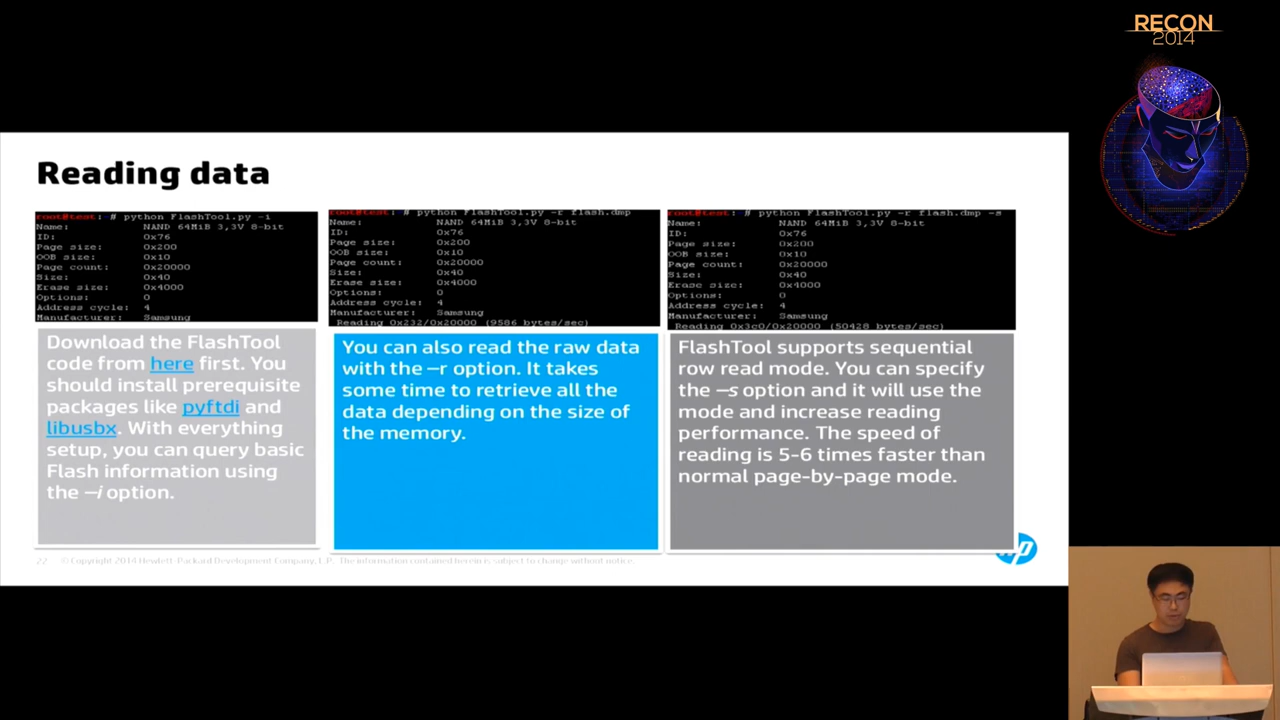 RECON
2014
Reading data
root@test: # python FlashTool.py -i
Name: NAND 64MiB 3,3V 8-bit
ID: 0x76
Page size: 0x200
OOB size: 0x10
Page count: 0x20000
Size: 0x40
Erase size: 0x4000
Options: 0
Address cycle: 4
Manufacturer: Samsung
root@test: # python FlashTool.py -r flash.dmp
Name: NAND 64MiB 3,3V 8-bit
ID: 0x76
Page size: 0x200
OOB size: 0x10
Page count: 0x20000
Size: 0x40
Erase size: 0x4000
Options: 0
Address cycle: 4
Manufacturer: Samsung
Reading 0x232/0x20000 (9586 bytes/sec)
root@test: # python FlashTool.py -r flash.dmp -s
Name: NAND 64MiB 3,3V 8-bit
ID: 0x76
Page size: 0x200
OOB size: 0x10
Page count: 0x20000
Size: 0x40
Erase size: 0x4000
Options: 0
Address cycle: 4
Manufacturer: Samsung
Reading 0x3c0/0x20000 (50428 bytes/sec)
Download the FlashTool
code from here first. You
should install prerequisite
packages like pyftdi and
libusbx. With everything
setup, you can query basic
Flash information using
the –i option.
You can also read the raw data
with the –r option. It takes
some time to retrieve all the
data depending on the size of
the memory.
FlashTool supports sequential
row read mode. You can specify
the –s option and it will use the
mode and increase reading
performance. The speed of
reading is 5-6 times faster than
normal page-by-page mode.
22 © Copyright 2014 Hewlett-Packard Development Company, L.P. The information contained herein is subject to change without notice.
hp